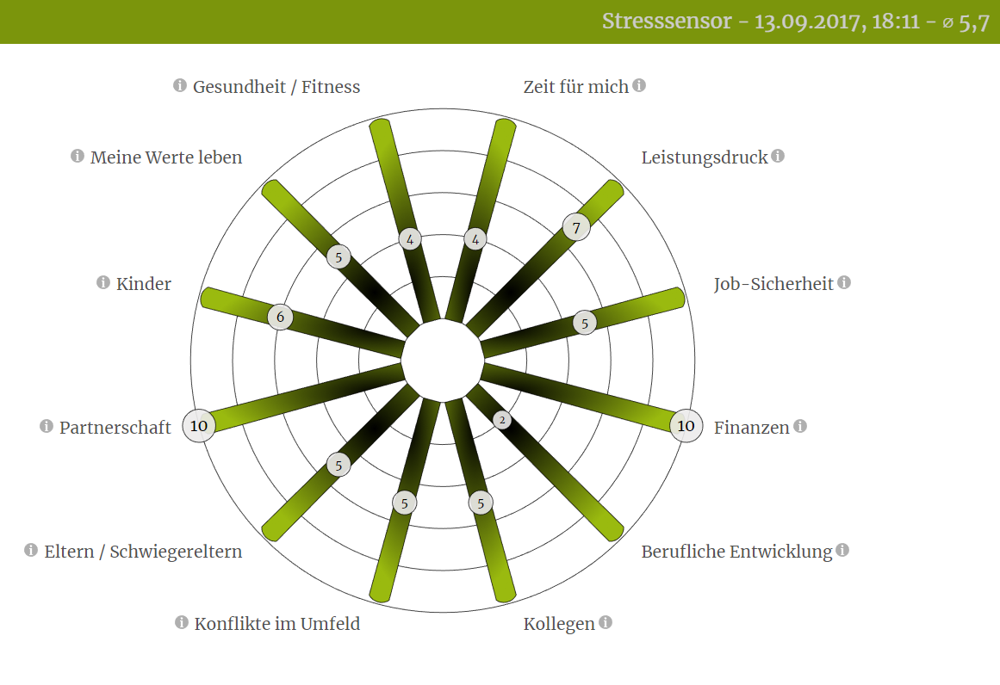 Stresssensor - 13.09.2017, 18:11 - ⌀ 5,7
Gesundheit / Fitness
Zeit für mich
Meine Werte leben
Leistungsdruck
7
4
4
5
Kinder
Job-Sicherheit
6
5
Partnerschaft
10
10
Finanzen
2
5
5
5
Eltern / Schwiegereltern
Berufliche Entwicklung
Konflikte im Umfeld
Kollegen